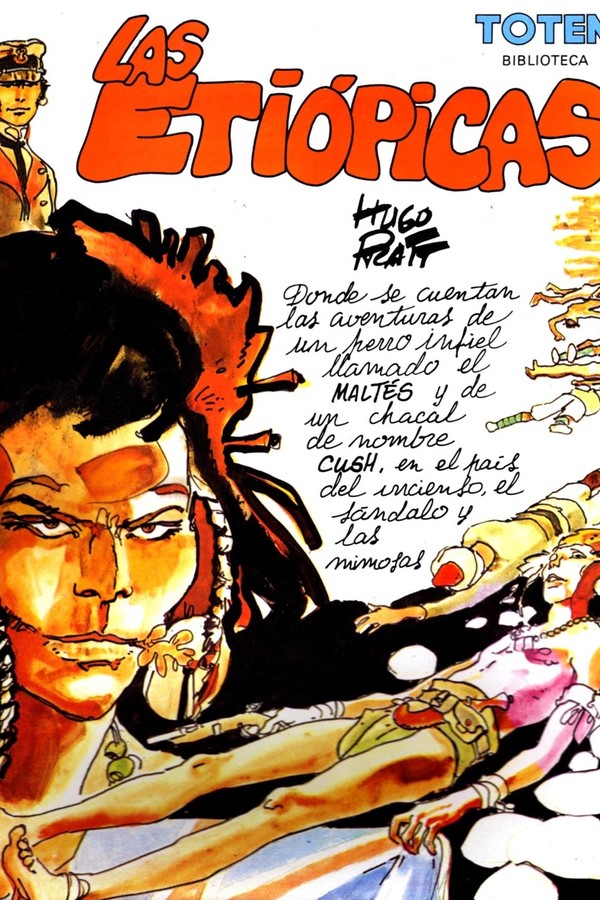 TOTEM
BIBLIOTECA
LAS
ETIÓPICAS
HUGO
PRATT
Donde se cuentan
las aventuras de
un perro infiel
llamado el
MALTÉS y de
un chacal
de nombre
CUSH, en el país
del incienso, el
sándalo y
las
mimosas